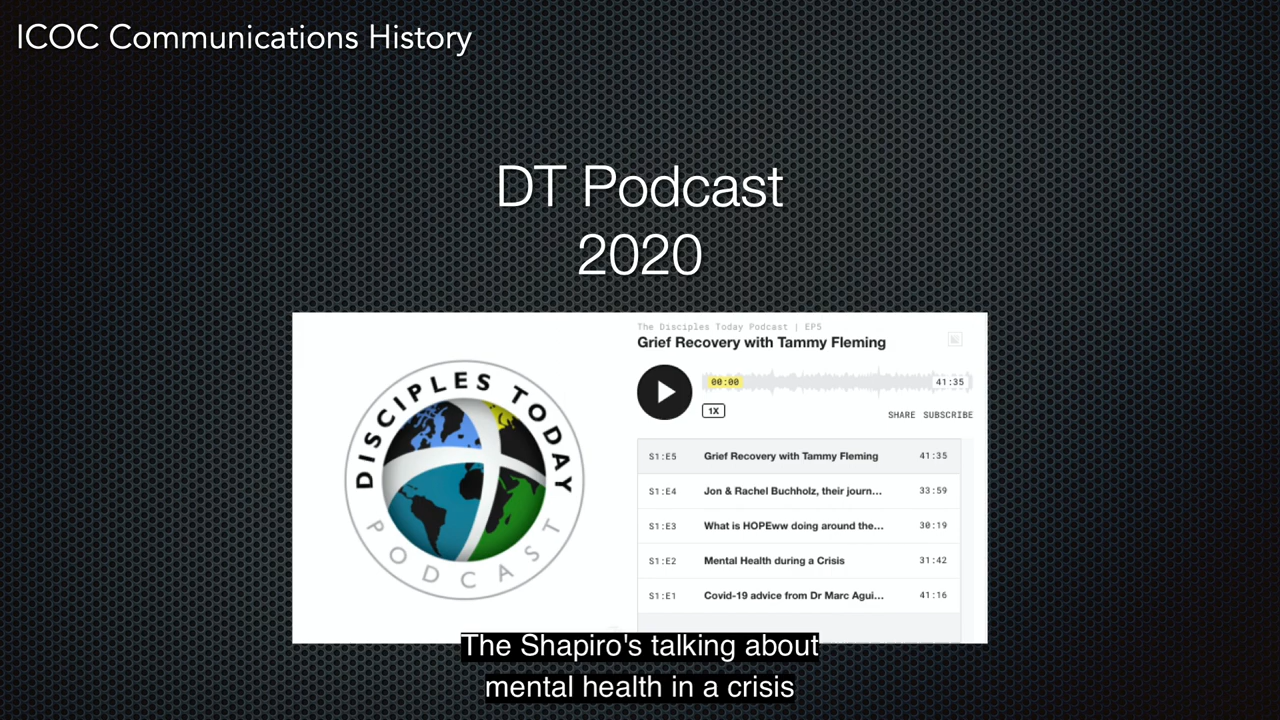 ICOC Communications History
DT Podcast
2020
DISCIPLES TODAY
PODCAST
The Disciples Today Podcast | EP5
Grief Recovery with Tammy Fleming
00:00
41:35
1X
SHARE SUBSCRIBE
S1:E5 Grief Recovery with Tammy Fleming 41:35
S1:E4 Jon & Rachel Buchholz, their journ... 33:59
S1:E3 What is HOPEww doing around the... 30:19
S1:E2 Mental Health during a Crisis 31:42
S1:E1 Covid-19 advice from Dr Marc Agui... 41:16
The Shapiro's talking about
mental health in a crisis